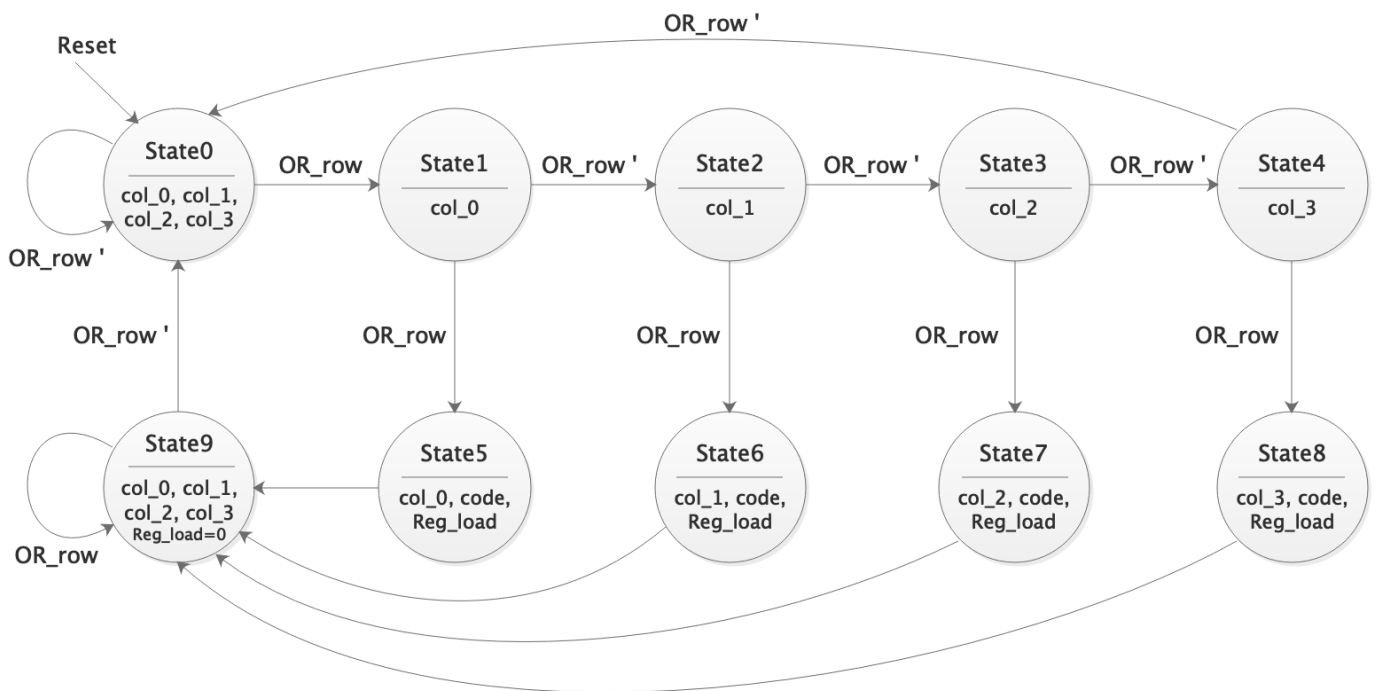 OR_row '
Reset
State0
col_0, col_1,
col_2, col_3
OR_row '
OR_row
State1
col_0
OR_row '
State2
col_1
OR_row '
State3
col_2
OR_row '
State4
col_3
OR_row '
OR_row
OR_row
OR_row
OR_row
State9
col_0, col_1,
col_2, col_3
Reg_load=0
OR_row
State5
col_0, code,
Reg_load
State6
col_1, code,
Reg_load
State7
col_2, code,
Reg_load
State8
col_3, code,
Reg_load